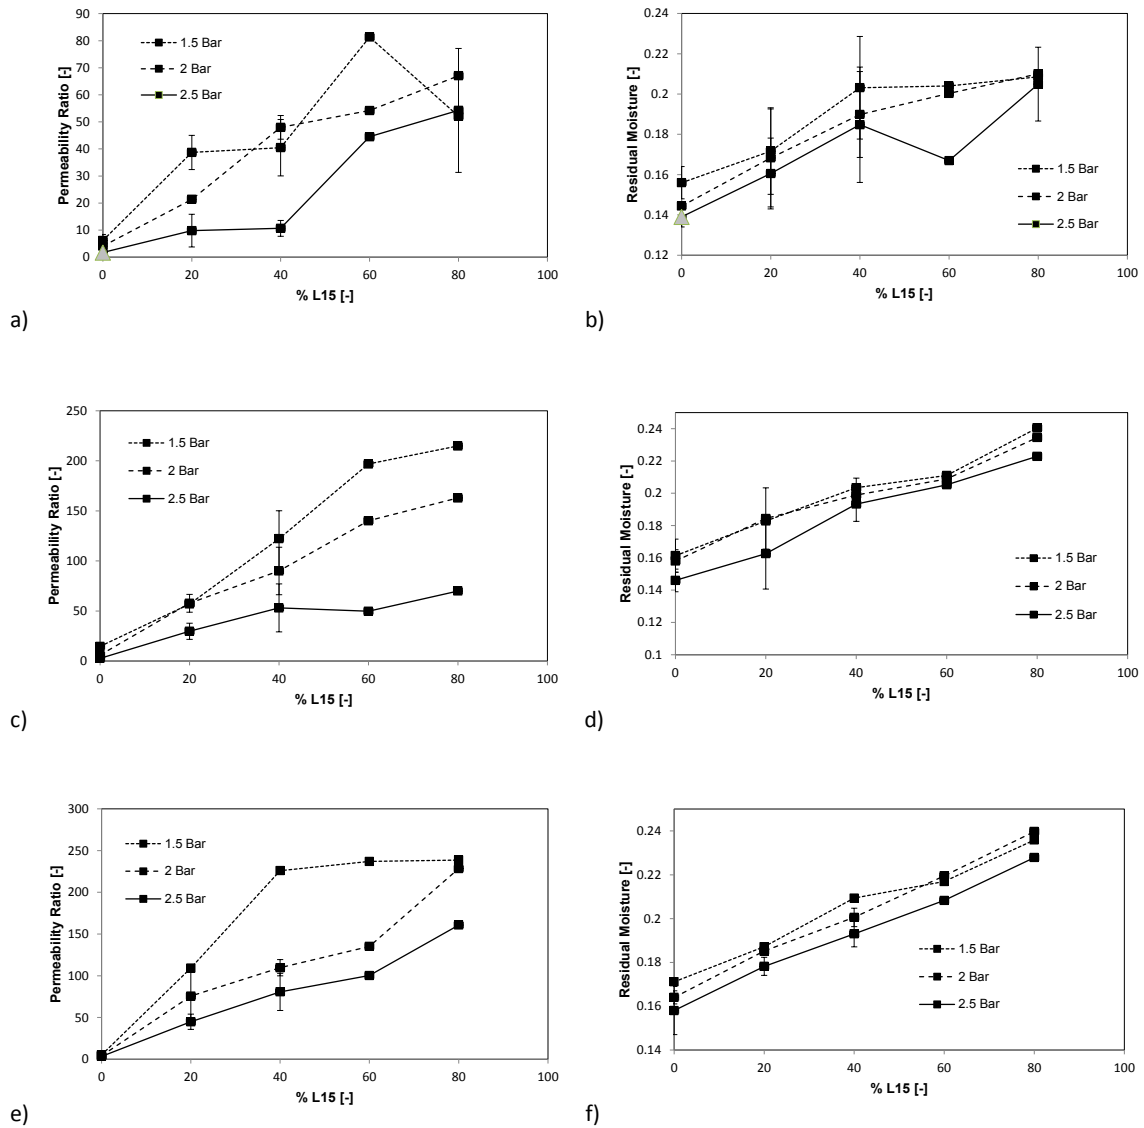 90
80
70
60
50
40
30
20
10
0
Permeability Ratio [-]
1.5 Bar
2 Bar
2.5 Bar
0 20 40 60 80 100
% L15 [-]
a)
0.24
0.22
0.2
0.18
0.16
0.14
0.12
Residual Moisture [-]
1.5 Bar
2 Bar
2.5 Bar
0 20 40 60 80 100
% L15 [-]
b)
250
200
150
100
50
0
Permeability Ratio [-]
1.5 Bar
2 Bar
2.5 Bar
0 20 40 60 80 100
% L15 [-]
c)
0.24
0.22
0.2
0.18
0.16
0.14
0.12
0.1
Residual Moisture [-]
1.5 Bar
2 Bar
2.5 Bar
0 20 40 60 80 100
% L15 [-]
d)
300
250
200
150
100
50
0
Permeability Ratio [-]
1.5 Bar
2 Bar
2.5 Bar
0 20 40 60 80 100
% L15 [-]
e)
0.24
0.22
0.2
0.18
0.16
0.14
Residual Moisture [-]
1.5 Bar
2 Bar
2.5 Bar
0 20 40 60 80 100
% L15 [-]
f)